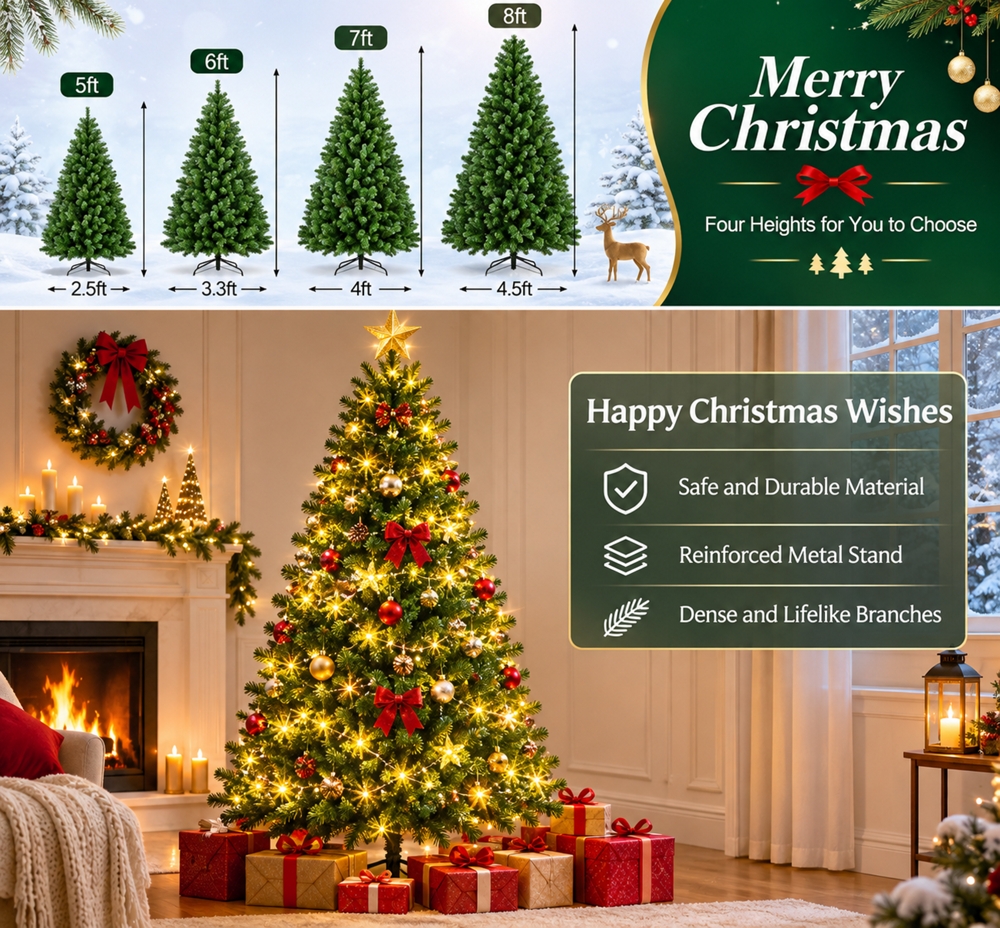 5ft
6ft
7ft
8ft
2.5ft
3.3ft
4ft
4.5ft
Merry
Christmas
Four Heights for You to Choose
Happy Christmas Wishes
Safe and Durable Material
Reinforced Metal Stand
Dense and Lifelike Branches